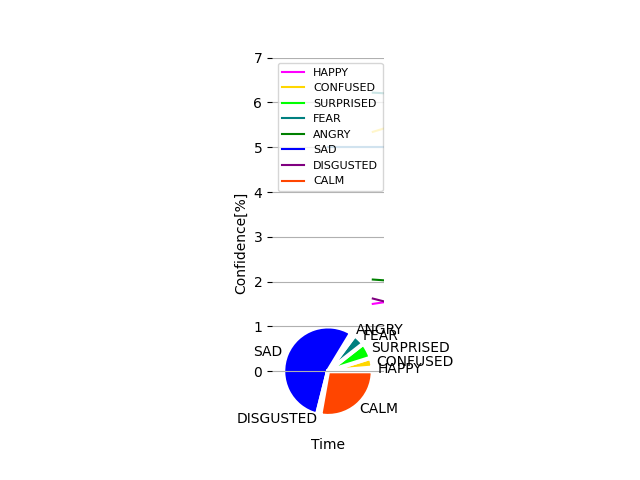 7
6
5
4
3
2
1
0
Confidence[%]
HAPPY
CONFUSED
SURPRISED
FEAR
ANGRY
SAD
DISGUSTED
CALM
ANGRY
FEAR
SURPRISED
SAD
CONFUSED
HAPPY
CALM
DISGUSTED
Time